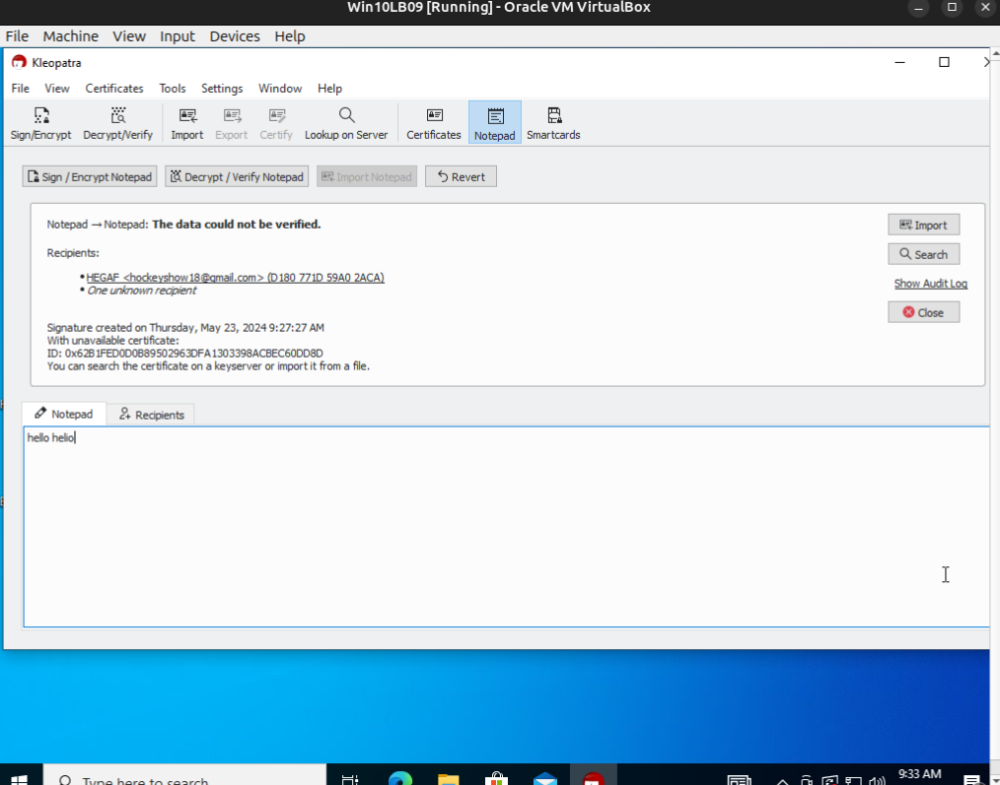 Win10LB09 [Running] - Oracle VM VirtualBox
File Machine View Input Devices Help
Kleopatra
File View Certificates Tools Settings Window Help
Sign/Encrypt Decrypt/Verify Import Export Certify Lookup on Server Certificates Notepad Smartcards
Sign / Encrypt Notepad Decrypt / Verify Notepad Import Notepad Revert
Notepad → Notepad: The data could not be verified.
Import
Recipients:
Search
• HEGAF <hockeyshow18@gmail.com> (D180 771D 59A0 2ACA)
Show Audit Log
• One unknown recipient
Close
Signature created on Thursday, May 23, 2024 9:27:27 AM
With unavailable certificate:
ID: 0x62B1FED0D0B89502963DFA1303398ACBEC60DD8D
You can search the certificate on a keyserver or import it from a file.
Notepad Recipients
hello helio
Type here to search
9:33 AM